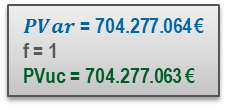 PVar = 704.277.064 €
f = 1
PVuc = 704.277.063 €